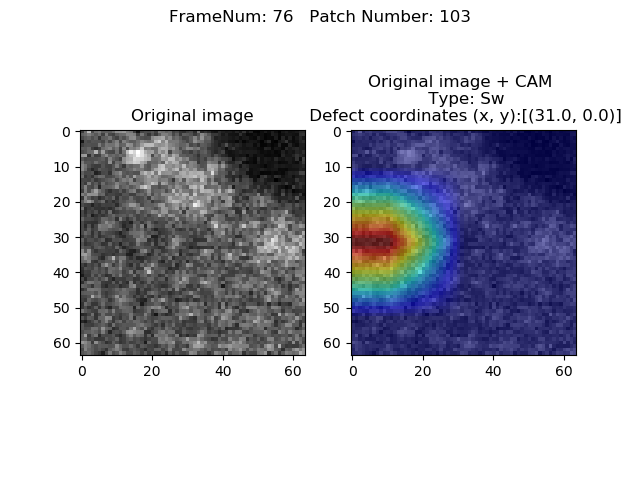 FrameNum: 76   Patch Number: 103
Original image
Original image + CAM
Type: Sw
Defect coordinates (x, y):[(31.0, 0.0)]
0
10
20
30
40
50
60
0 20 40 60
0
10
20
30
40
50
60
0 20 40 60